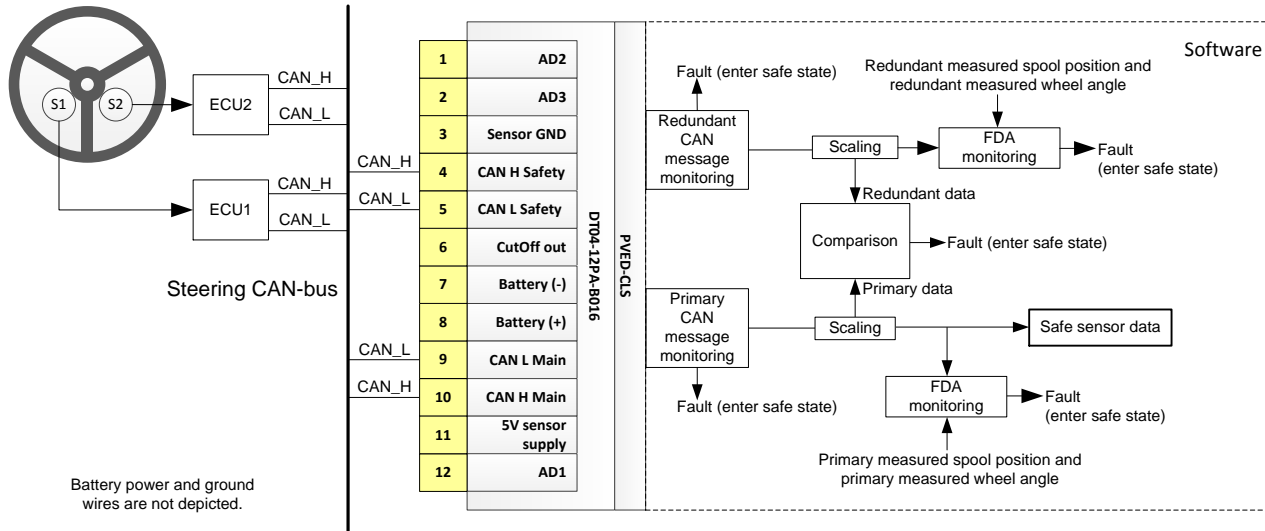 S1
S2
ECU2
CAN_H
CAN_L
ECU1
CAN_H
CAN_L
Steering CAN-bus
Battery power and ground
wires are not depicted.
CAN_H
CAN_L
CAN_L
CAN_H
1 AD2
2 AD3
3 Sensor GND
4 CAN H Safety
5 CAN L Safety
6 CutOff out
7 Battery (-)
8 Battery (+)
9 CAN L Main
10 CAN H Main
11 5V sensor
supply
12 AD1
DT04-12PA-B016
PVED-CLS
Software
Fault (enter safe state)
Redundant
CAN
message
monitoring
Scaling
Redundant measured spool position and
redundant measured wheel angle
FDA
monitoring
Fault
(enter safe state)
Redundant data
Comparison
Fault (enter safe state)
Primary data
Primary
CAN
message
monitoring
Scaling
Safe sensor data
Fault (enter safe state)
FDA
monitoring
Fault
(enter safe state)
Primary measured spool position and
primary measured wheel angle